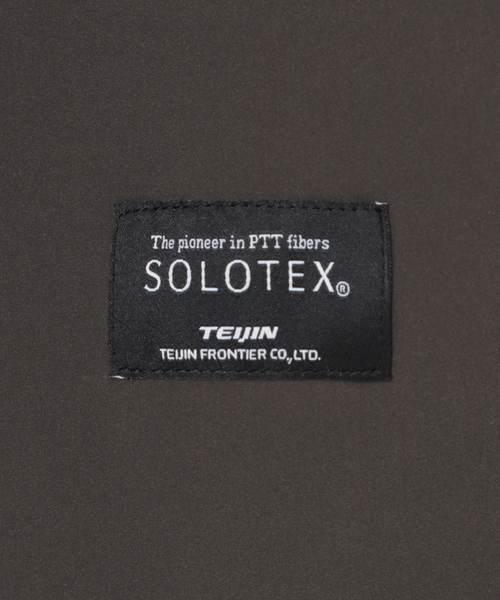 The pioneer in PTT fibers
SOLOTEX®
TEIJIN
TEIJIN FRONTIER CO.,LTD.